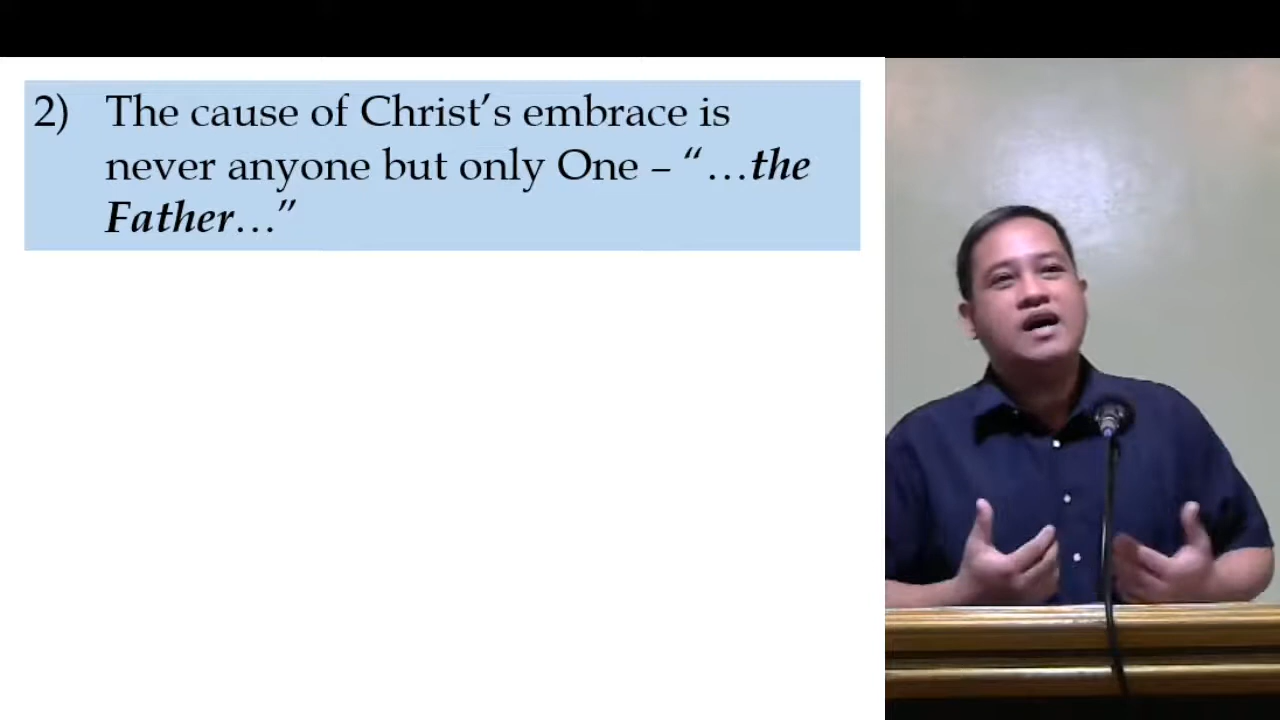 2) The cause of Christ’s embrace is
never anyone but only One – “…the
Father…”